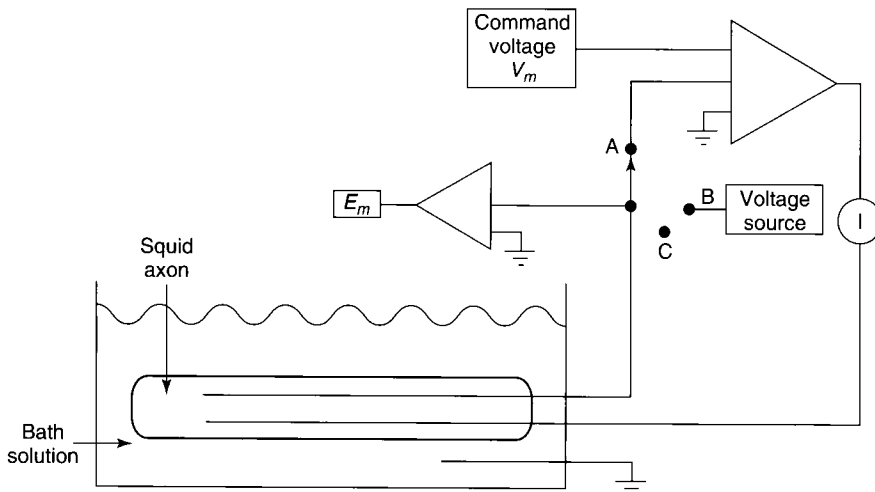 Command
voltage
V_m
A
E_m
B
Voltage
source
I
C
Squid
axon
Bath
solution